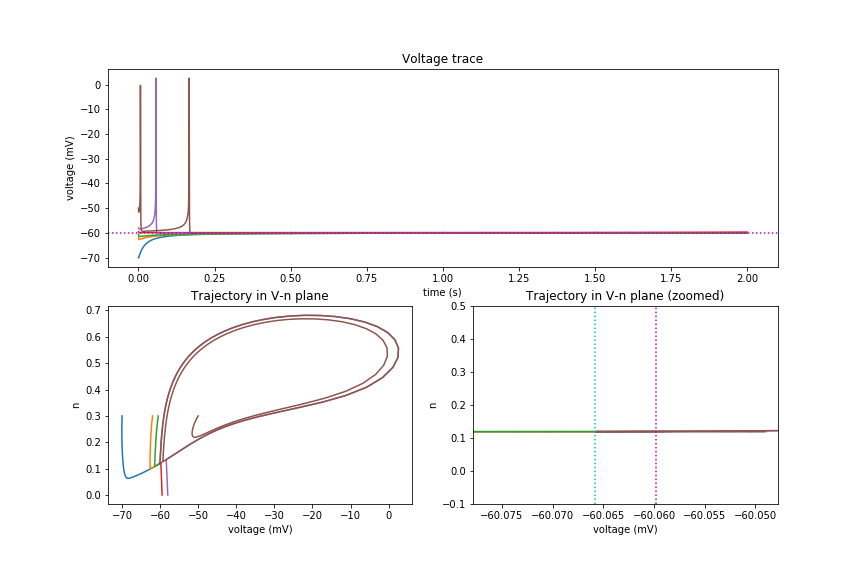 Voltage trace
voltage (mV)
0
−10
−20
−30
−40
−50
−60
−70
0.00 0.25 0.50 0.75 1.00 1.25 1.50 1.75 2.00
time (s)
Trajectory in V-n plane
n
0.7
0.6
0.5
0.4
0.3
0.2
0.1
0.0
−70 −60 −50 −40 −30 −20 −10 0
voltage (mV)
Trajectory in V-n plane (zoomed)
n
0.5
0.4
0.3
0.2
0.1
0.0
−0.1
−60.075 −60.070 −60.065 −60.060 −60.055 −60.050
voltage (mV)